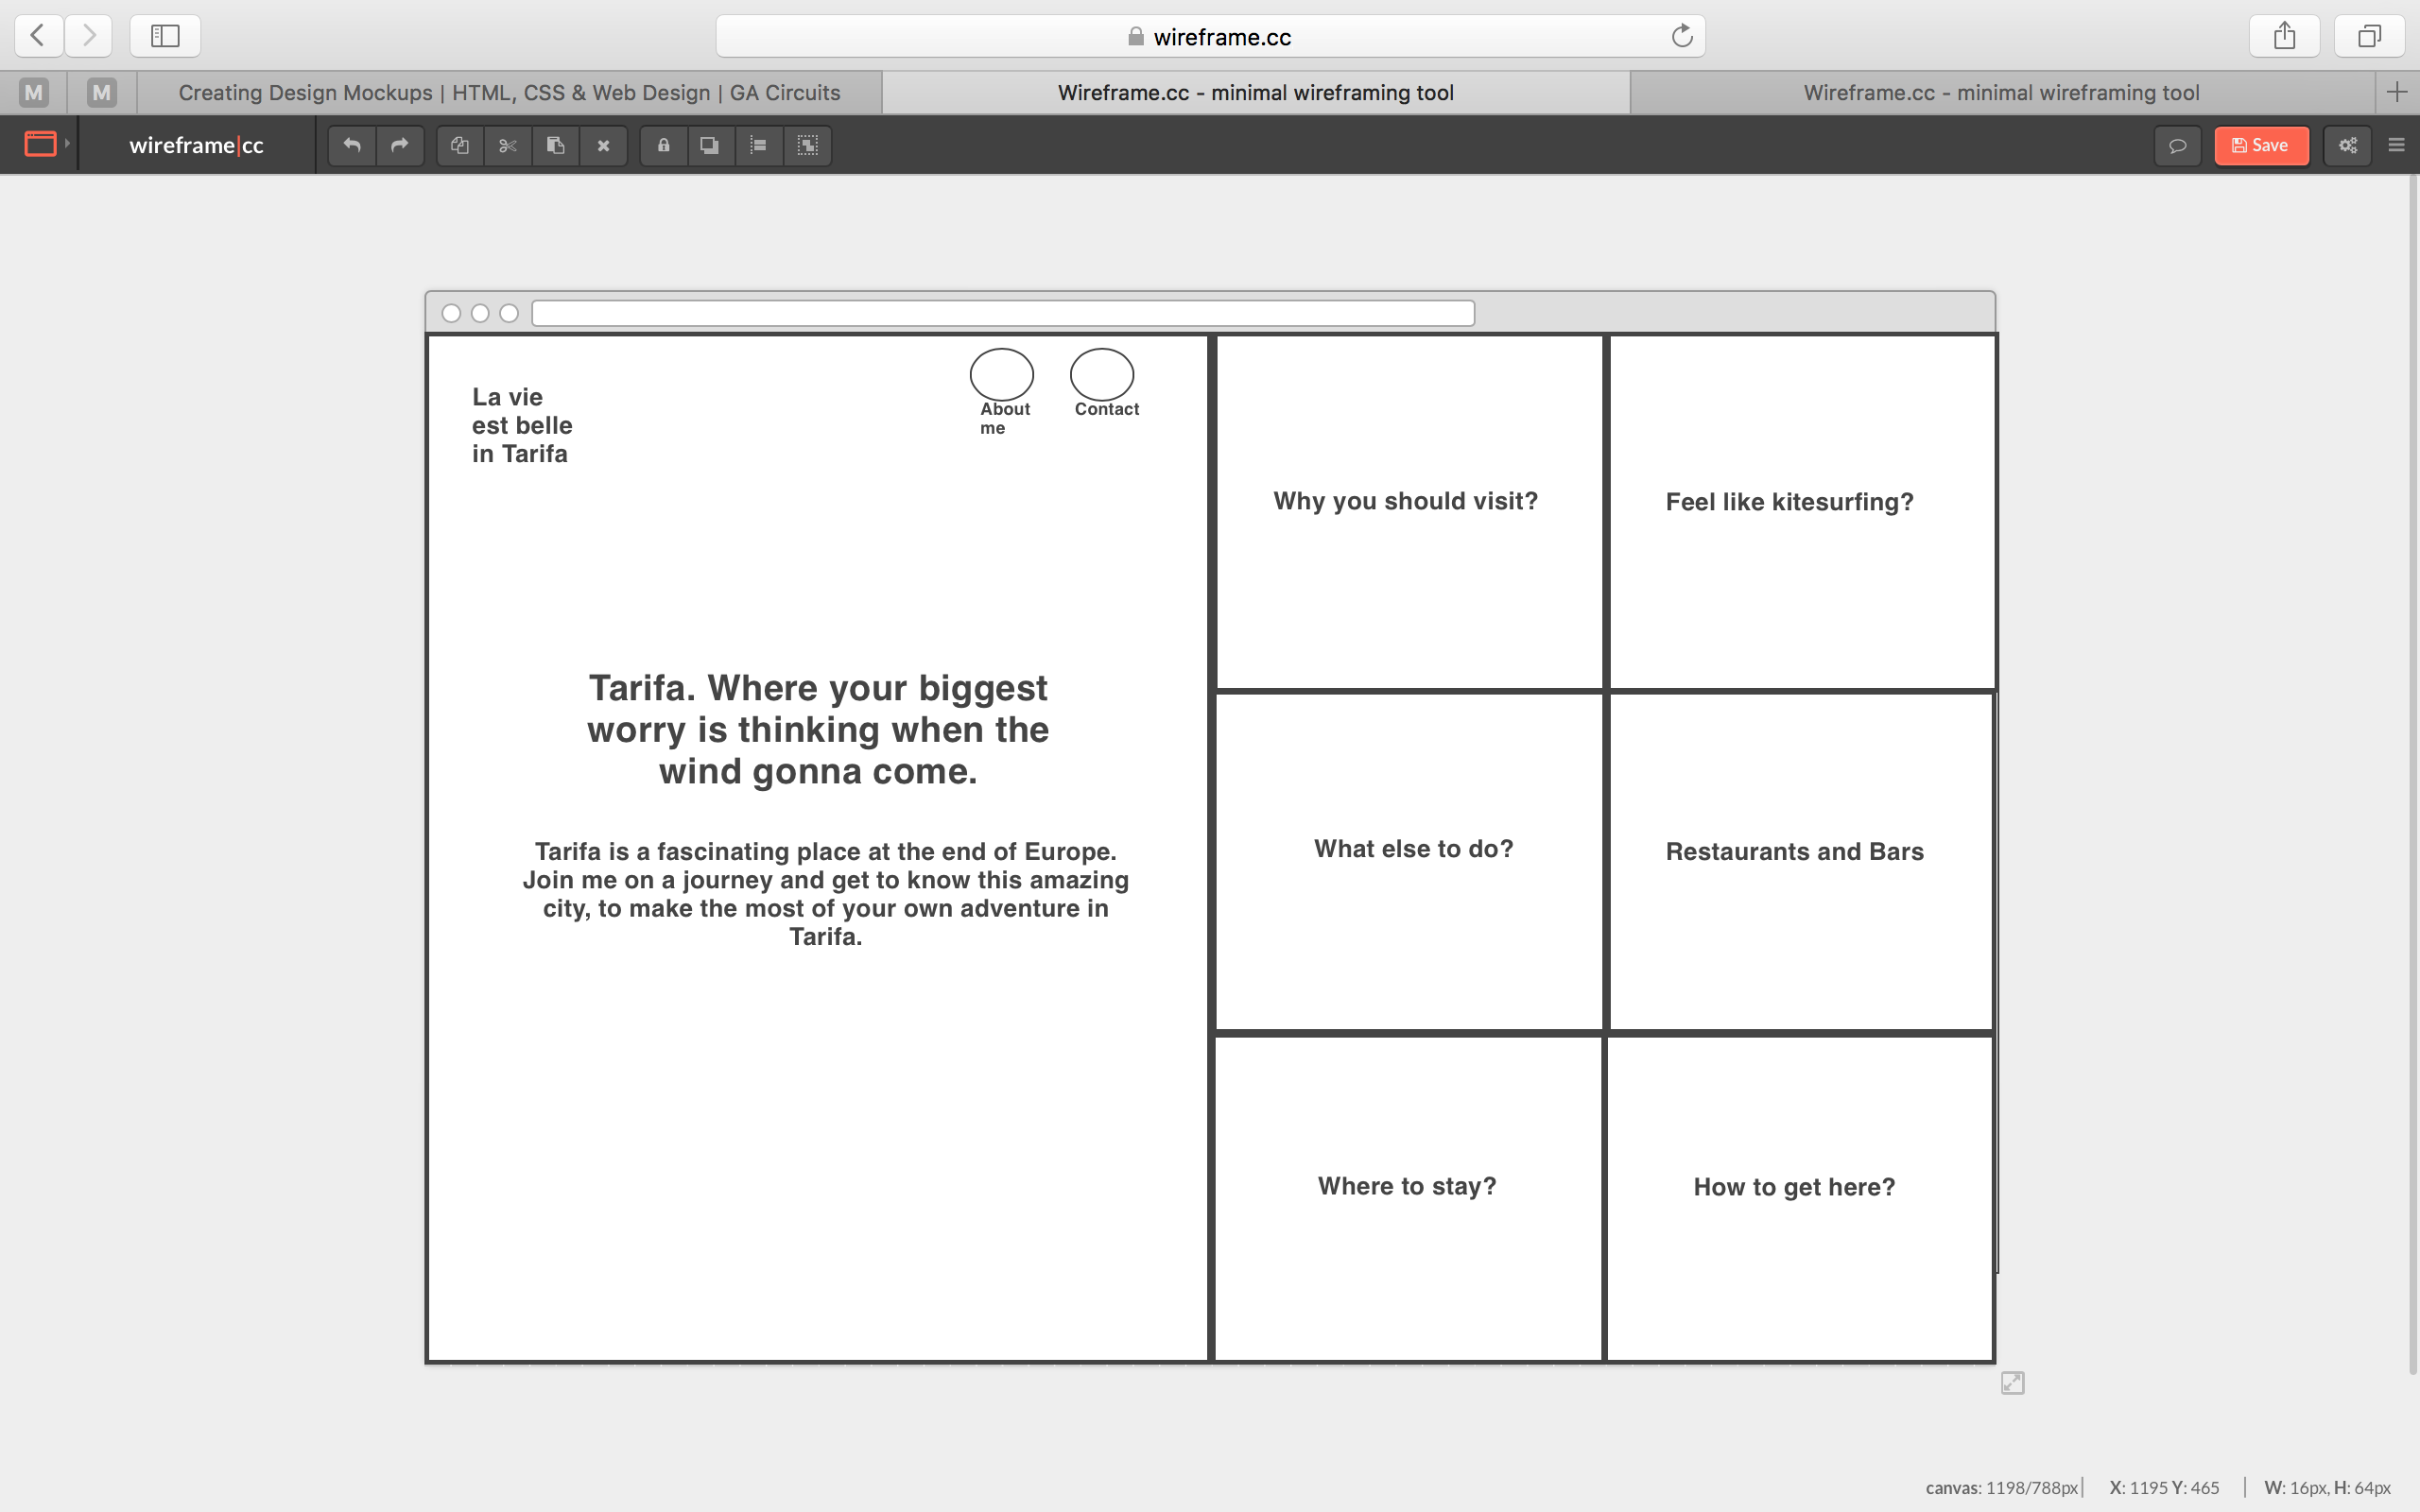 wireframe.cc
M
M
Creating Design Mockups | HTML, CSS & Web Design | GA Circuits
Wireframe.cc - minimal wireframing tool
Wireframe.cc - minimal wireframing tool
wireframe|cc
Save
La vie
est belle
in Tarifa
About
me
Contact
Tarifa. Where your biggest
worry is thinking when the
wind gonna come.
Tarifa is a fascinating place at the end of Europe.
Join me on a journey and get to know this amazing
city, to make the most of your own adventure in
Tarifa.
Why you should visit?
Feel like kitesurfing?
What else to do?
Restaurants and Bars
Where to stay?
How to get here?
canvas: 1198/788px | X: 1195 Y: 465 | W: 16px, H: 64px